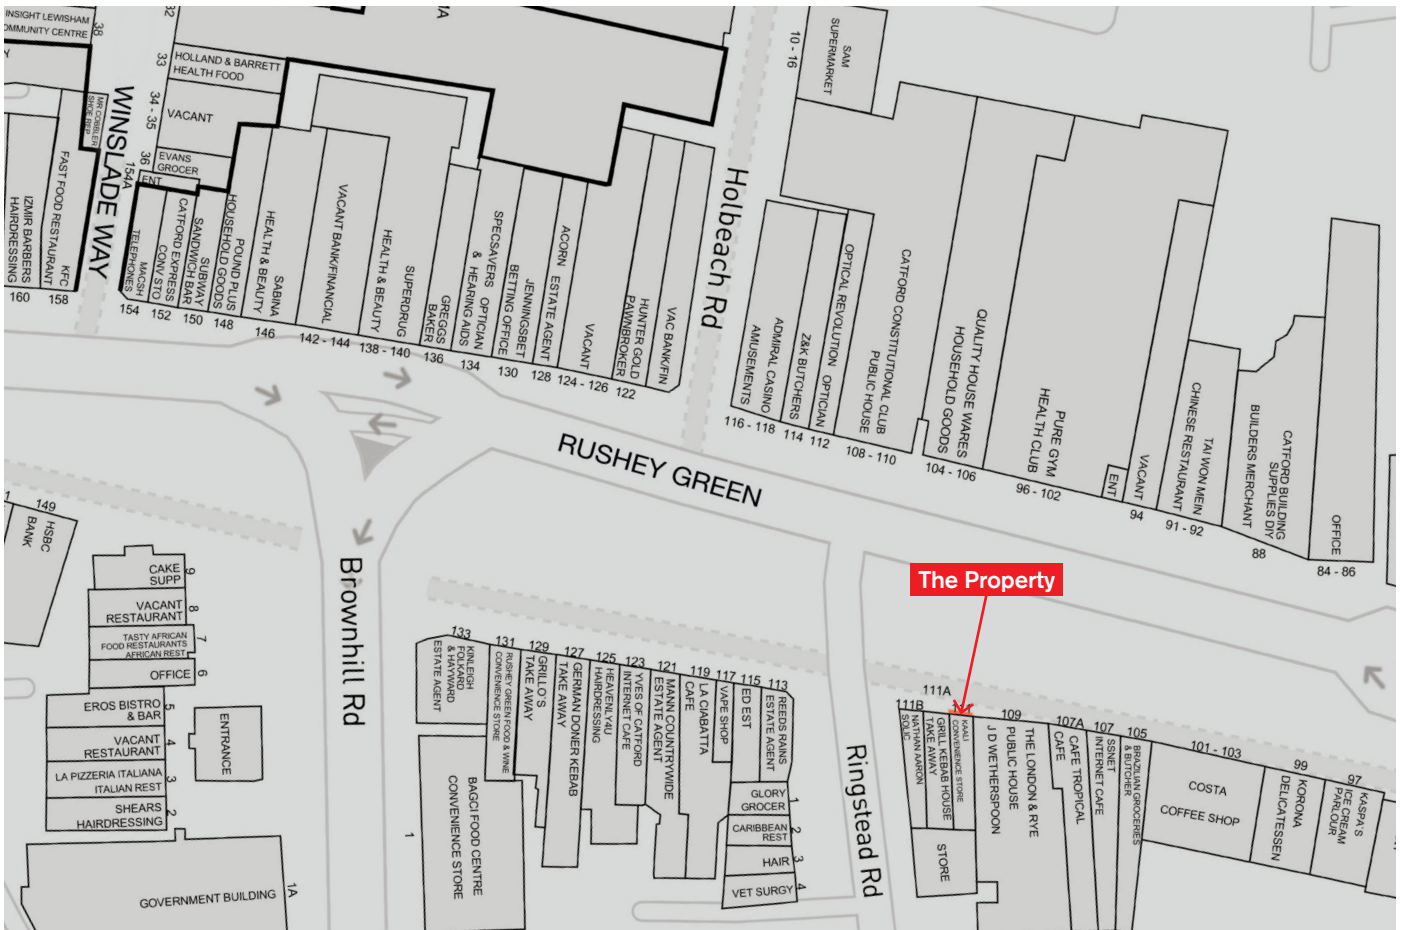 INSIGHT LEWISHAM
OMMUNITY CENTRE
38
32
33
HOLLAND & BARRETT
HEALTH FOOD
34 - 35
VACANT
36
EVANS
GROCER
ENT
154A
1A
Y
MR COBBLER
SHOE REP
WINSLADE WAY
IZMIR BARBERS
HAIRDRESSING
160
KFC
FAST FOOD RESTAURANT
158
MACSH
TELEPHONES
154
CATFORD EXPRESS
CONV STO
152
SUBWAY
SANDWICH BAR
150
POUND PLUS
HOUSEHOLD GOODS
148
SABINA
HEALTH & BEAUTY
146
VACANT BANK/FINANCIAL
142 - 144
SUPERDRUG
HEALTH & BEAUTY
138 - 140
GREGGS
BAKER
136
SPECSAVERS OPTICIAN
& HEARING AIDS
134
JENNINGSBET
BETTING OFFICE
130
ACORN ESTATE AGENT
128
VACANT
124 - 126
HUNTER GOLD
PAWNBROKER
122
VAC BANK/FIN
Holbeach Rd
10 - 16
SAM
SUPERMARKET
ADMIRAL CASINO
AMUSEMENTS
116 - 118
Z&K BUTCHERS
114
OPTICAL REVOLUTION OPTICIAN
112
CATFORD CONSTITUTIONAL CLUB
PUBLIC HOUSE
108 - 110
QUALITY HOUSE WARES
HOUSEHOLD GOODS
104 - 106
PURE GYM
HEALTH CLUB
96 - 102
ENT
VACANT
94
TAI WON MEIN
CHINESE RESTAURANT
91 - 92
CATFORD BUILDING
SUPPLIES DIY
BUILDERS MERCHANT
88
OFFICE
84 - 86
RUSHEY GREEN
Brownhill Rd
Ringstead Rd
The Property
1
149
HSBC
BANK
CAKE
SUPP
9
VACANT
RESTAURANT
8
TASTY AFRICAN
FOOD RESTAURANTS
AFRICAN REST
7
OFFICE
6
EROS BISTRO
& BAR
5
VACANT
RESTAURANT
4
LA PIZZERIA ITALIANA
ITALIAN REST
3
SHEARS
HAIRDRESSING
2
ENTRANCE
GOVERNMENT BUILDING
1A
133
KINLEIGH
FOLKARD
& HAYWARD
ESTATE AGENT
131
RUSHEY GREEN FOOD & WINE
CONVENIENCE STORE
129
GRILLO'S
TAKE AWAY
127
GERMAN DONER KEBAB
TAKE AWAY
125
HEAVENLY4U
HAIRDRESSING
123
YVES OF CATFORD
INTERNET CAFE
121
MANN COUNTRYWIDE
ESTATE AGENT
119
LA CIABATTA
CAFE
117
VAPE SHOP
115
ED EST
113
REEDS RAINS
ESTATE AGENT
GLORY
GROCER
1
CARIBBEAN
REST
2
HAIR
3
VET SURGY
4
BAGCI FOOD CENTRE
CONVENIENCE STORE
1
111A
111B
NATHAN AARON
SOLIC
GRILL KEBAB HOUSE
TAKE AWAY
111
KAALI
CONVENIENCE STORE
STORE
109
THE LONDON & RYE
PUBLIC HOUSE
J D WETHERSPOON
107A
CAFE TROPICAL
CAFE
107
SSNET
INTERNET CAFE
105
BRAZILIAN GROCERIES
& BUTCHER
101 - 103
COSTA
COFFEE SHOP
99
KORONA
DELICATESSEN
97
KASPA'S
ICE CREAM
PARLOUR